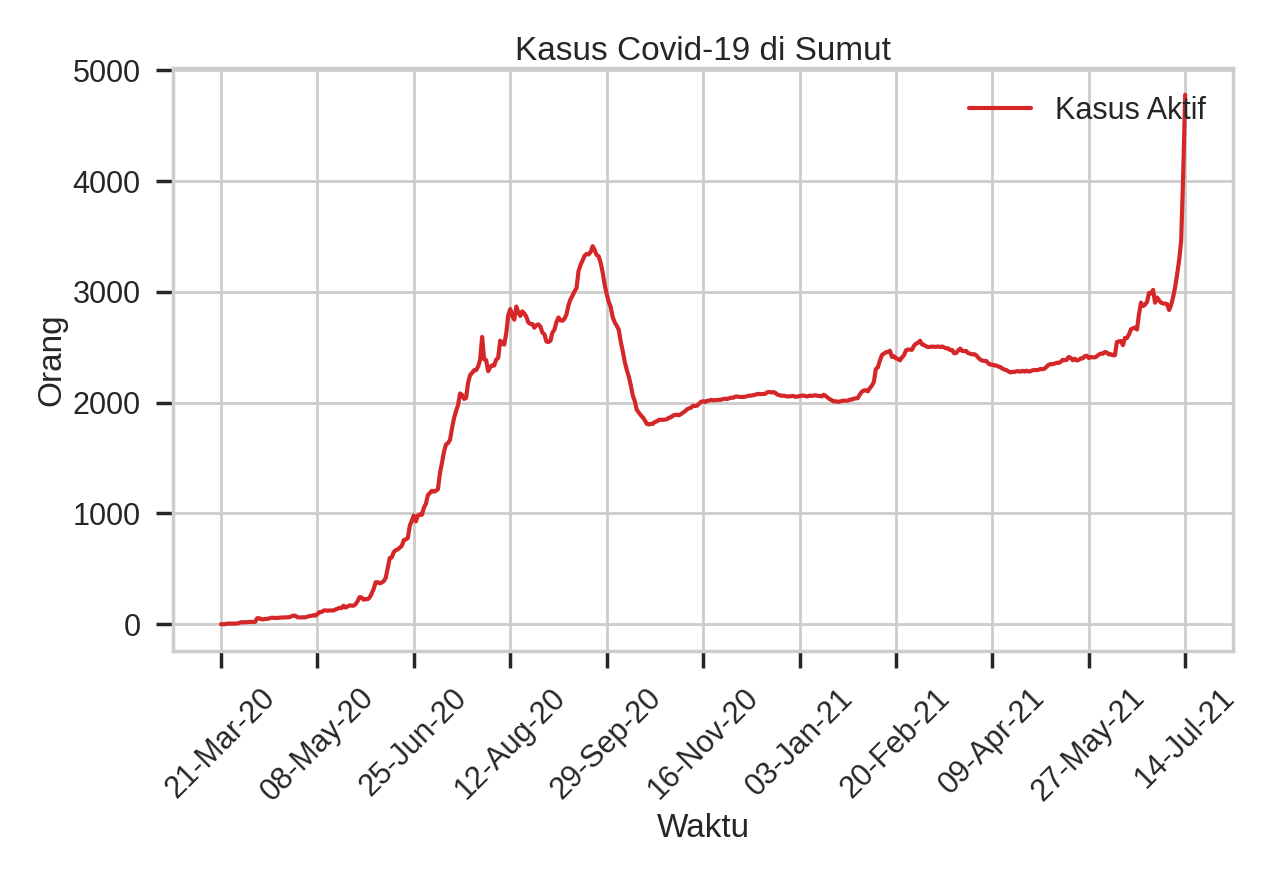 Kasus Covid-19 di Sumut
Kasus Aktif
5000
4000
3000
2000
1000
0
Orang
21-Mar-20
08-May-20
25-Jun-20
12-Aug-20
29-Sep-20
16-Nov-20
03-Jan-21
20-Feb-21
09-Apr-21
27-May-21
14-Jul-21
Waktu